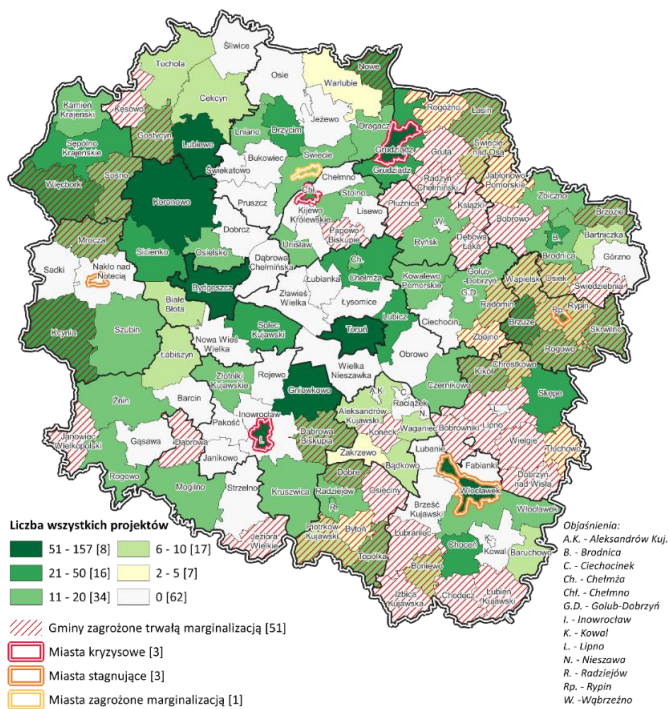 Śliwice
Tuchola
Osie
Nowe
Warlubie
Cekcyn
Kęsowo
Kamień
Krajeński
Rogoźno
Łasin
Jeżewo
Gostycyn
Lniano
Drzycim
Dragacz
Sępólno
Krajeńskie
Lubiewo
Świecie
nad Osą
Grudziądz
Gruta
Bukowiec
Świecie
Świekatowo
Chełmno
Grudziądz
Radzyń
Chełmiński
Jabłonowo
Pomorskie
Więcbork
Sośno
Chł.
Stolno
Zbiczno
Brzozie
Koronowo
Pruszcz
Kijewo
Królewskie
Lisewo
Płużnica
Książki
Bobrowo
Bartniczka
Dobrcz
Papowo
Biskupie
W.
Dębowa
Łąka
B.
Brodnica
Górzno
Mrocza
Unisław
Ryńsk
Sicienko
Osielsko
Dąbrowa
Chełmińska
Ch.
Chełmża
Świedziebnia
Sadki
Nakło nad
Notecią
Kowalewo
Pomorskie
Golub-
Dobrzyń
G.D.
Wąpielsk
Osiek
Bydgoszcz
Łubianka
Radomin
Rp.
Rypin
Białe
Błota
Zławieś
Wielka
Łysomice
Brzuze
Skrwilno
Kcynia
Szubin
Solec
Kujawski
Toruń
Lubicz
Ciechocin
Zbójno
Rogowo
Nowa Wieś
Wielka
Łabiszyn
Wielka
Nieszawka
Obrowo
Chrostkowo
Kikół
Złotniki
Kujawskie
Rojewo
Czernikowo
Skępe
Gniewkowo
A.K.
C.
Raciążek
Żnin
Barcin
Pakość
Inowrocław
Aleksandrów
Kujawski
N.
Waganiec
Bobrowniki
L.
Lipno
Wielgie
Janowiec
Wielkopolski
Gąsawa
Dąbrowa
I.
Dąbrowa
Biskupia
Koneck
Tłuchowo
Janikowo
Zakrzewo
Lubanie
Fabianki
Dobrzyń
nad Wisłą
Rogowo
Mogilno
Strzelno
Kruszwica
Dobre
Radziejów
Bądkowo
Włocławek
Osięciny
Brześć
Kujawski
Włocławek
R.
Jeziora
Wielkie
Piotrków
Kujawski
Bytoń
Lubraniec
Choceń
K.
Kowal
Baruchowo
Topólka
Boniewo
Izbica
Kujawska
Chodecz
Lubień
Kujawski
Liczba wszystkich projektów
51 - 157 [8]
6 - 10 [17]
21 - 50 [16]
2 - 5 [7]
11 - 20 [34]
0 [62]
Gminy zagrożone trwałą marginalizacją [51]
Miasta kryzysowe [3]
Miasta stagnujące [3]
Miasta zagrożone marginalizacją [1]
Objaśnienia:
A.K. - Aleksandrów Kuj.
B. - Brodnica
C. - Ciechocinek
Ch. - Chełmża
Chł. - Chełmno
G.D. - Golub-Dobrzyń
I. - Inowrocław
K. - Kowal
L. - Lipno
N. - Nieszawa
R. - Radziejów
Rp. - Rypin
W. -Wąbrzeźno